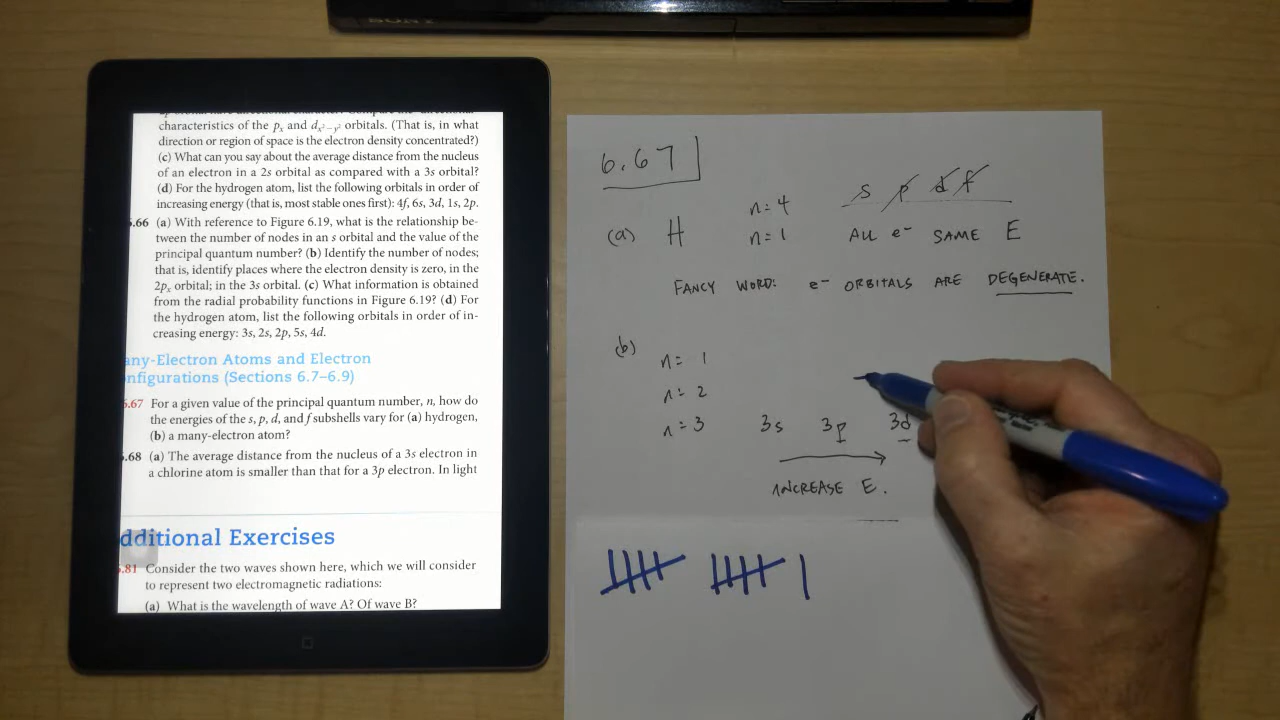 SONY
characteristics of the pₓ and dₓ²₋ᵧ² orbitals. (That is, in what
direction or region of space is the electron density concentrated?)
(c) What can you say about the average distance from the nucleus
of an electron in a 2s orbital as compared with a 3s orbital?
(d) For the hydrogen atom, list the following orbitals in order of
increasing energy (that is, most stable ones first): 4f, 6s, 3d, 1s, 2p.
.66 (a) With reference to Figure 6.19, what is the relationship be-
tween the number of nodes in an s orbital and the value of the
principal quantum number? (b) Identify the number of nodes;
that is, identify places where the electron density is zero, in the
2pₓ orbital; in the 3s orbital. (c) What information is obtained
from the radial probability functions in Figure 6.19? (d) For
the hydrogen atom, list the following orbitals in order of in-
creasing energy: 3s, 2s, 2p, 5s, 4d.
any-Electron Atoms and Electron
nfigurations (Sections 6.7–6.9)
.67 For a given value of the principal quantum number, n, how do
the energies of the s, p, d, and f subshells vary for (a) hydrogen,
(b) a many-electron atom?
.68 (a) The average distance from the nucleus of a 3s electron in
a chlorine atom is smaller than that for a 3p electron. In light
dditional Exercises
.81 Consider the two waves shown here, which we will consider
to represent two electromagnetic radiations:
(a) What is the wavelength of wave A? Of wave B?
6.67
s p d f
n=4
(a) H n=1 ALL e⁻ SAME E
FANCY WORD: e⁻ ORBITALS ARE DEGENERATE.
(b) n= 1
n= 2
n=3 3s 3p 3d
INCREASE E.